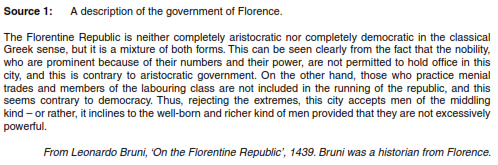 Source 1: A description of the government of Florence.
The Florentine Republic is neither completely aristocratic nor completely democratic in the classical
Greek sense, but it is a mixture of both forms. This can be seen clearly from the fact that the nobility,
who are prominent because of their numbers and their power, are not permitted to hold office in this
city, and this is contrary to aristocratic government. On the other hand, those who practice menial
trades and members of the labouring class are not included in the running of the republic, and this
seems contrary to democracy. Thus, rejecting the extremes, this city accepts men of the middling
kind – or rather, it inclines to the well-born and richer kind of men provided that they are not excessively
powerful.
From Leonardo Bruni, ‘On the Florentine Republic’, 1439. Bruni was a historian from Florence.